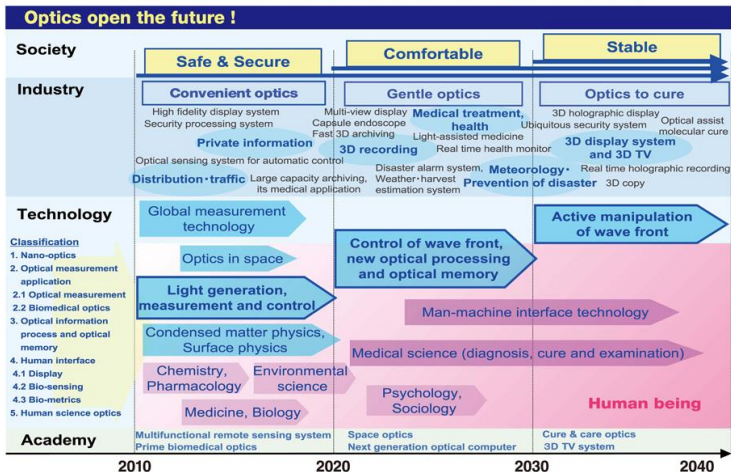 Optics open the future !
Society
Safe & Secure
Comfortable
Stable
Industry
Convenient optics
Gentle optics
Optics to cure
High fidelity display system
Security processing system
Private information
Optical sensing system for automatic control
Distribution・traffic
Large capacity archiving,
its medical application
Multi-view display
Capsule endoscope
Fast 3D archiving
3D recording
Medical treatment,
health
Light-assisted medicine
Real time health monitor
Disaster alarm system,
Weather・harvest
estimation system
Meteorology・
Prevention of disaster
3D holographic display
Ubiquitous security system
Optical assist
molecular cure
3D display system
and 3D TV
Real time holographic recording
3D copy
Technology
Classification
1. Nano-optics
2. Optical measurement
application
2.1 Optical measurement
2.2 Biomedical optics
3. Optical information
process and optical
memory
4. Human interface
4.1 Display
4.2 Bio-sensing
4.3 Bio-metrics
5. Human science optics
Global measurement
technology
Optics in space
Light generation,
measurement and control
Condensed matter physics,
Surface physics
Chemistry,
Pharmacology
Environmental
science
Medicine, Biology
Control of wave front,
new optical processing
and optical memory
Active manipulation
of wave front
Man-machine interface technology
Medical science (diagnosis, cure and examination)
Psychology,
Sociology
Human being
Academy
Multifunctional remote sensing system
Prime biomedical optics
Space optics
Next generation optical computer
Cure & care optics
3D TV system
2010
2020
2030
2040